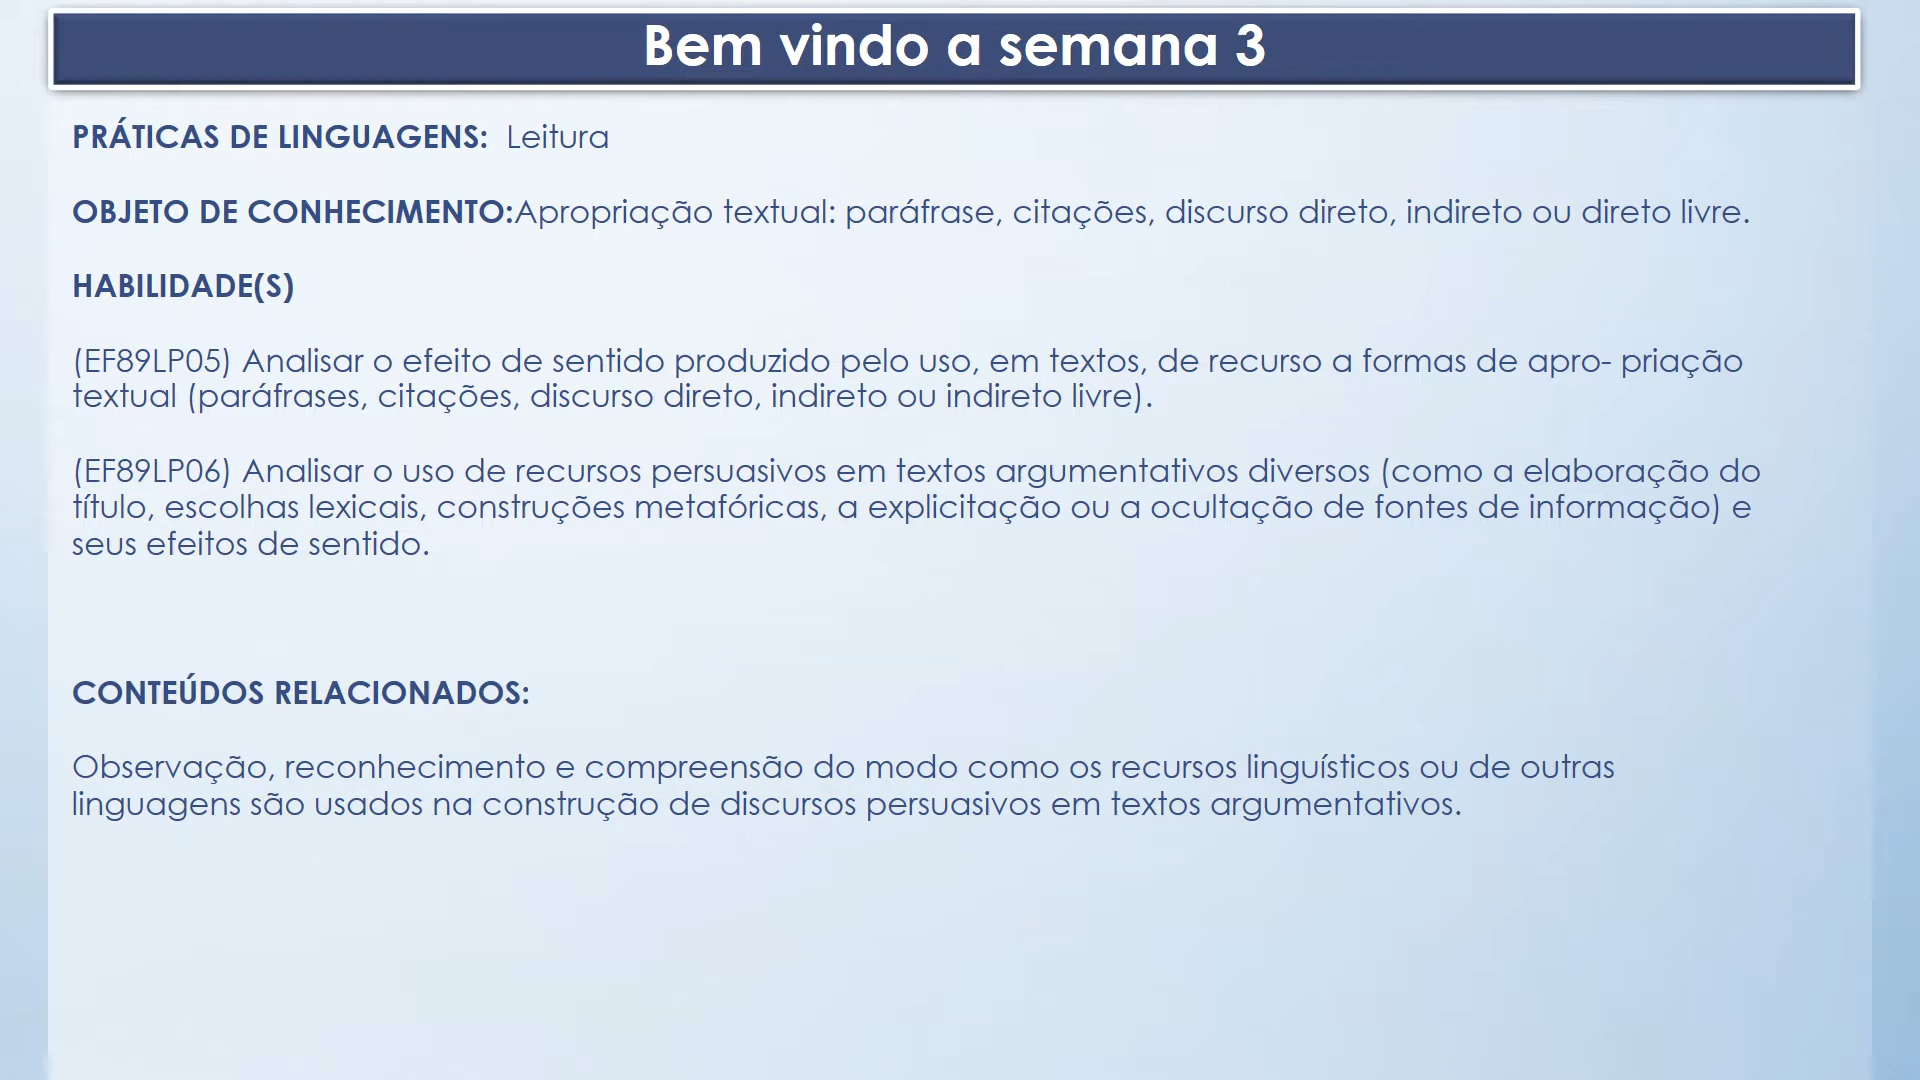 Bem vindo a semana 3
PRÁTICAS DE LINGUAGENS: Leitura
OBJETO DE CONHECIMENTO:Apropriação textual: paráfrase, citações, discurso direto, indireto ou direto livre.
HABILIDADE(S)
(EF89LP05) Analisar o efeito de sentido produzido pelo uso, em textos, de recurso a formas de apro- priação
textual (paráfrases, citações, discurso direto, indireto ou indireto livre).
(EF89LP06) Analisar o uso de recursos persuasivos em textos argumentativos diversos (como a elaboração do
título, escolhas lexicais, construções metafóricas, a explicitação ou a ocultação de fontes de informação) e
seus efeitos de sentido.
CONTEÚDOS RELACIONADOS:
Observação, reconhecimento e compreensão do modo como os recursos linguísticos ou de outras
linguagens são usados na construção de discursos persuasivos em textos argumentativos.